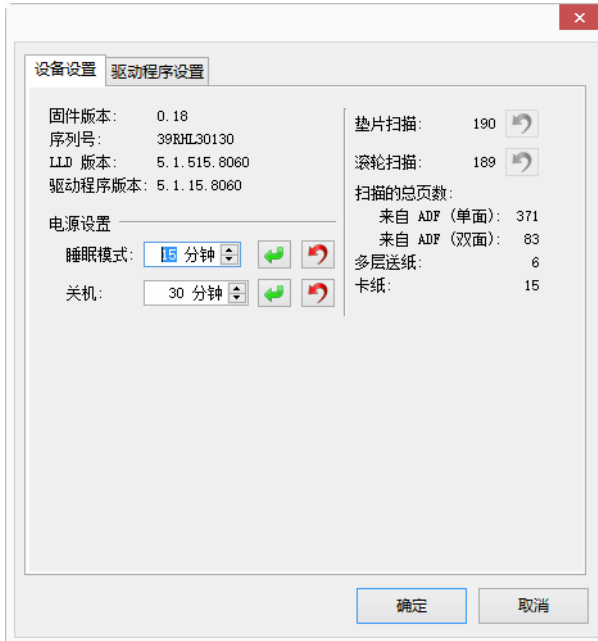 设备设置 驱动程序设置
固件版本: 0.18
序列号: 39RHL30130
LLD 版本: 5.1.515.8060
驱动程序版本: 5.1.15.8060
电源设置
睡眠模式: 15 分钟
关机: 30 分钟
垫片扫描: 190
滚轮扫描: 189
扫描的总页数:
来自 ADF (单面): 371
来自 ADF (双面): 83
多层送纸: 6
卡纸: 15
确定 取消